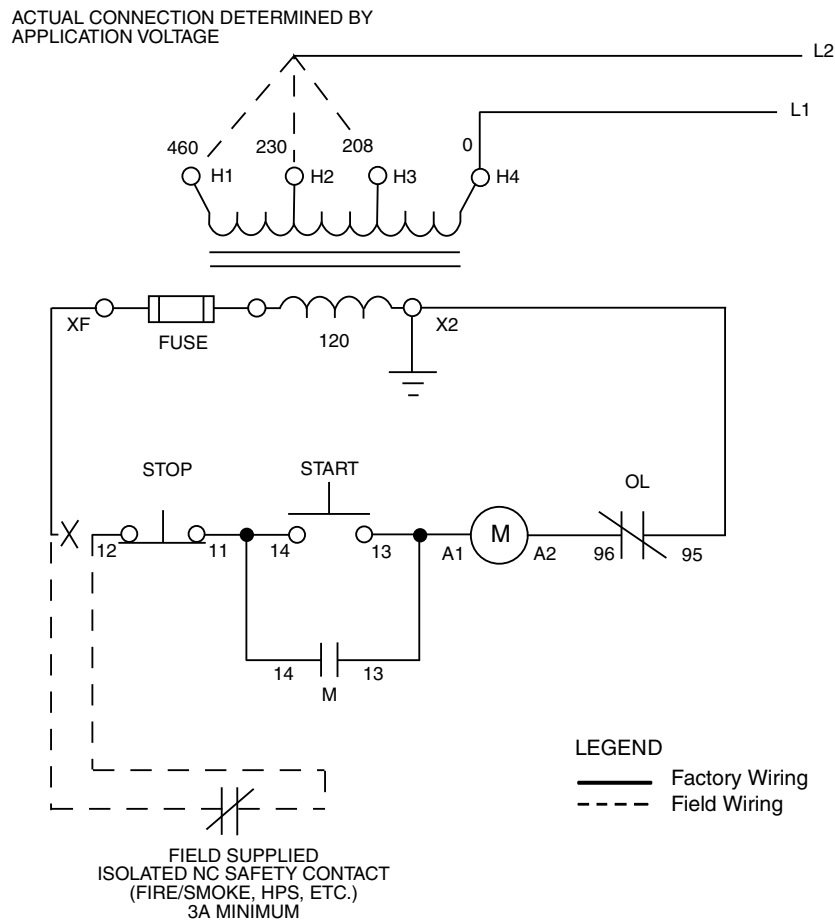 ACTUAL CONNECTION DETERMINED BY
APPLICATION VOLTAGE
L2
L1
460
230
208
0
H1
H2
H3
H4
XF
FUSE
120
X2
STOP
START
OL
M
12
11
14
13
A1
A2
96
95
14
13
M
LEGEND
Factory Wiring
Field Wiring
FIELD SUPPLIED
ISOLATED NC SAFETY CONTACT
(FIRE/SMOKE, HPS, ETC.)
3A MINIMUM